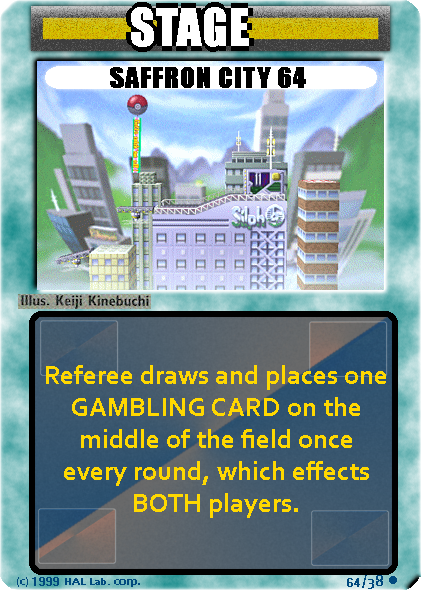 STAGE
SAFFRON CITY 64
Silph
Illus. Keiji Kinebuchi
Referee draws and places one
GAMBLING CARD on the
middle of the field once
every round, which effects
BOTH players.
(c) 1999 HAL Lab. corp.
64/38